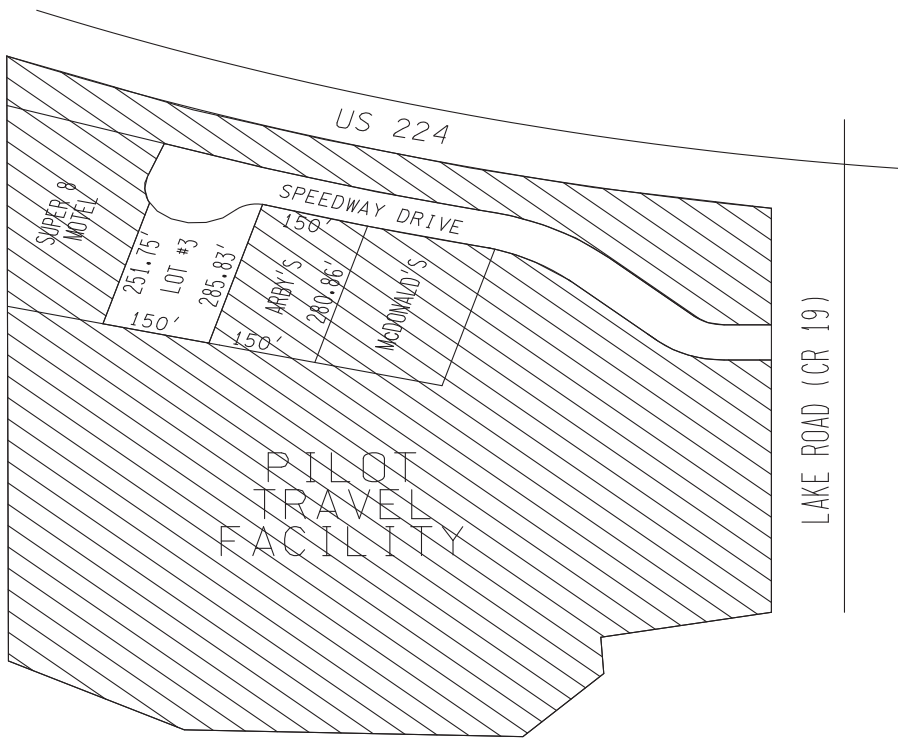 US 224
SPEEDWAY DRIVE
SUPER 8
MOTEL
251.75'
LOT #3
285.83'
150'
150'
ARBY'S
280.86'
150'
McDONALD'S
LAKE ROAD (CR 19)
PILOT
TRAVEL
FACILITY